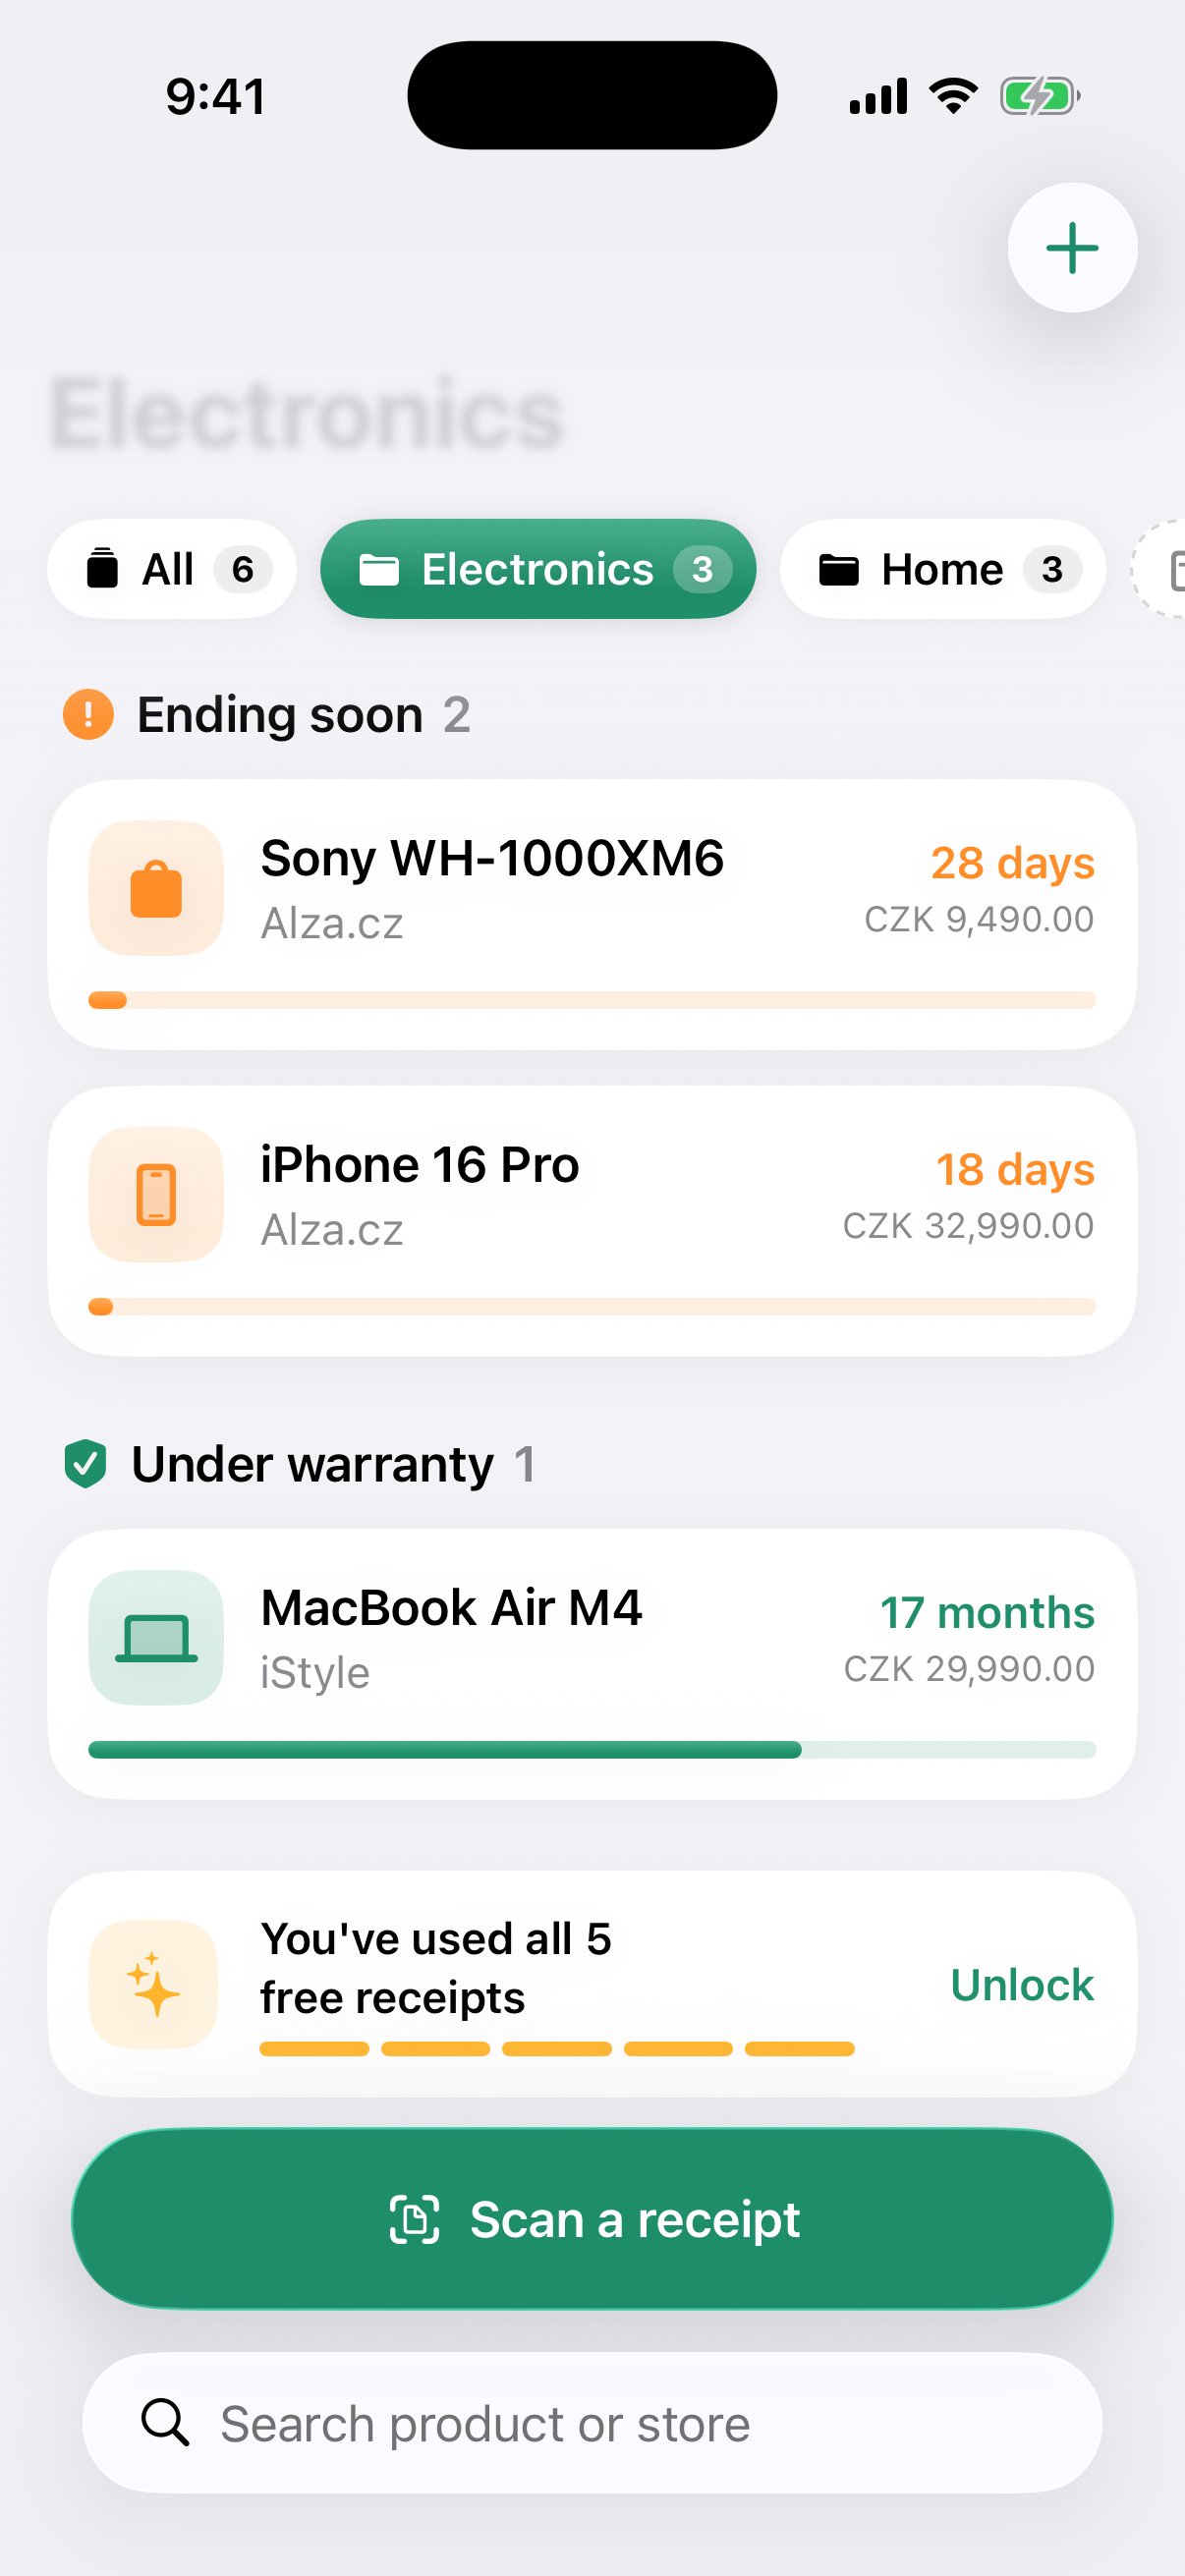 9:41
Electronics
All 6
Electronics 3
Home 3
Ending soon 2
Sony WH-1000XM6
28 days
Alza.cz
CZK 9,490.00
iPhone 16 Pro
18 days
Alza.cz
CZK 32,990.00
Under warranty 1
MacBook Air M4
17 months
iStyle
CZK 29,990.00
You've used all 5
free receipts
Unlock
Scan a receipt
Search product or store